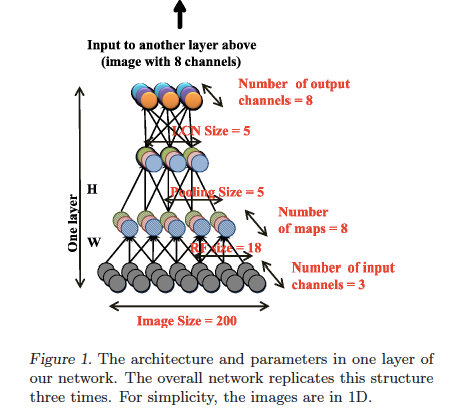 Input to another layer above
(image with 8 channels)
Number of output
channels = 8
LCN Size = 5
H
Pooling Size = 5
Number
of maps = 8
One layer
W
RF size = 18
Number of input
channels = 3
Image Size = 200
Figure 1. The architecture and parameters in one layer of
our network. The overall network replicates this structure
three times. For simplicity, the images are in 1D.